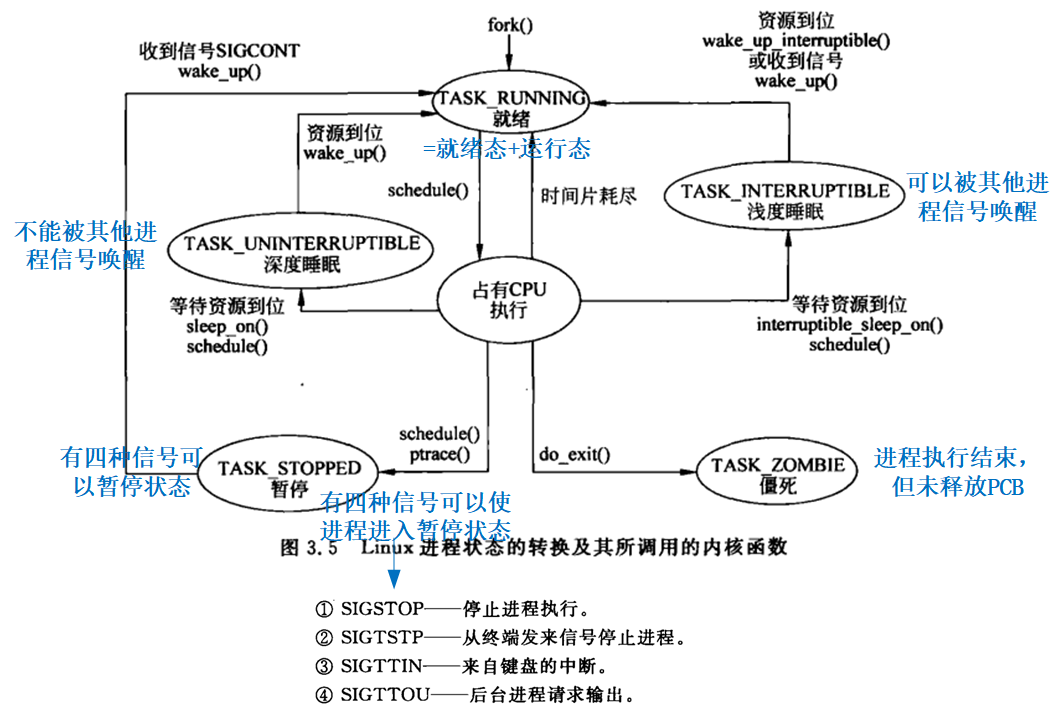 fork()
资源到位
wake_up_interruptible()
或收到信号
wake_up()
收到信号SIGCONT
wake_up()
TASK_RUNNING
就绪
=就绪态+运行态
资源到位
wake_up()
schedule()
时间片耗尽
TASK_INTERRUPTIBLE
浅度睡眠
可以被其他进
程信号唤醒
不能被其他进
程信号唤醒
TASK_UNINTERRUPTIBLE
深度睡眠
占有CPU
执行
等待资源到位
sleep_on()
schedule()
等待资源到位
interruptible_sleep_on()
schedule()
schedule()
ptrace()
do_exit()
有四种信号可
以暂停状态
TASK_STOPPED
暂停
TASK_ZOMBIE
僵死
进程执行结束，
但未释放PCB
有四种信号可以使
进程进入暂停状态
图 3.5 Linux 进程状态的转换及其所调用的内核函数
① SIGSTOP——停止进程执行。
② SIGTSTP——从终端发来信号停止进程。
③ SIGTTIN——来自键盘的中断。
④ SIGTTOU——后台进程请求输出。